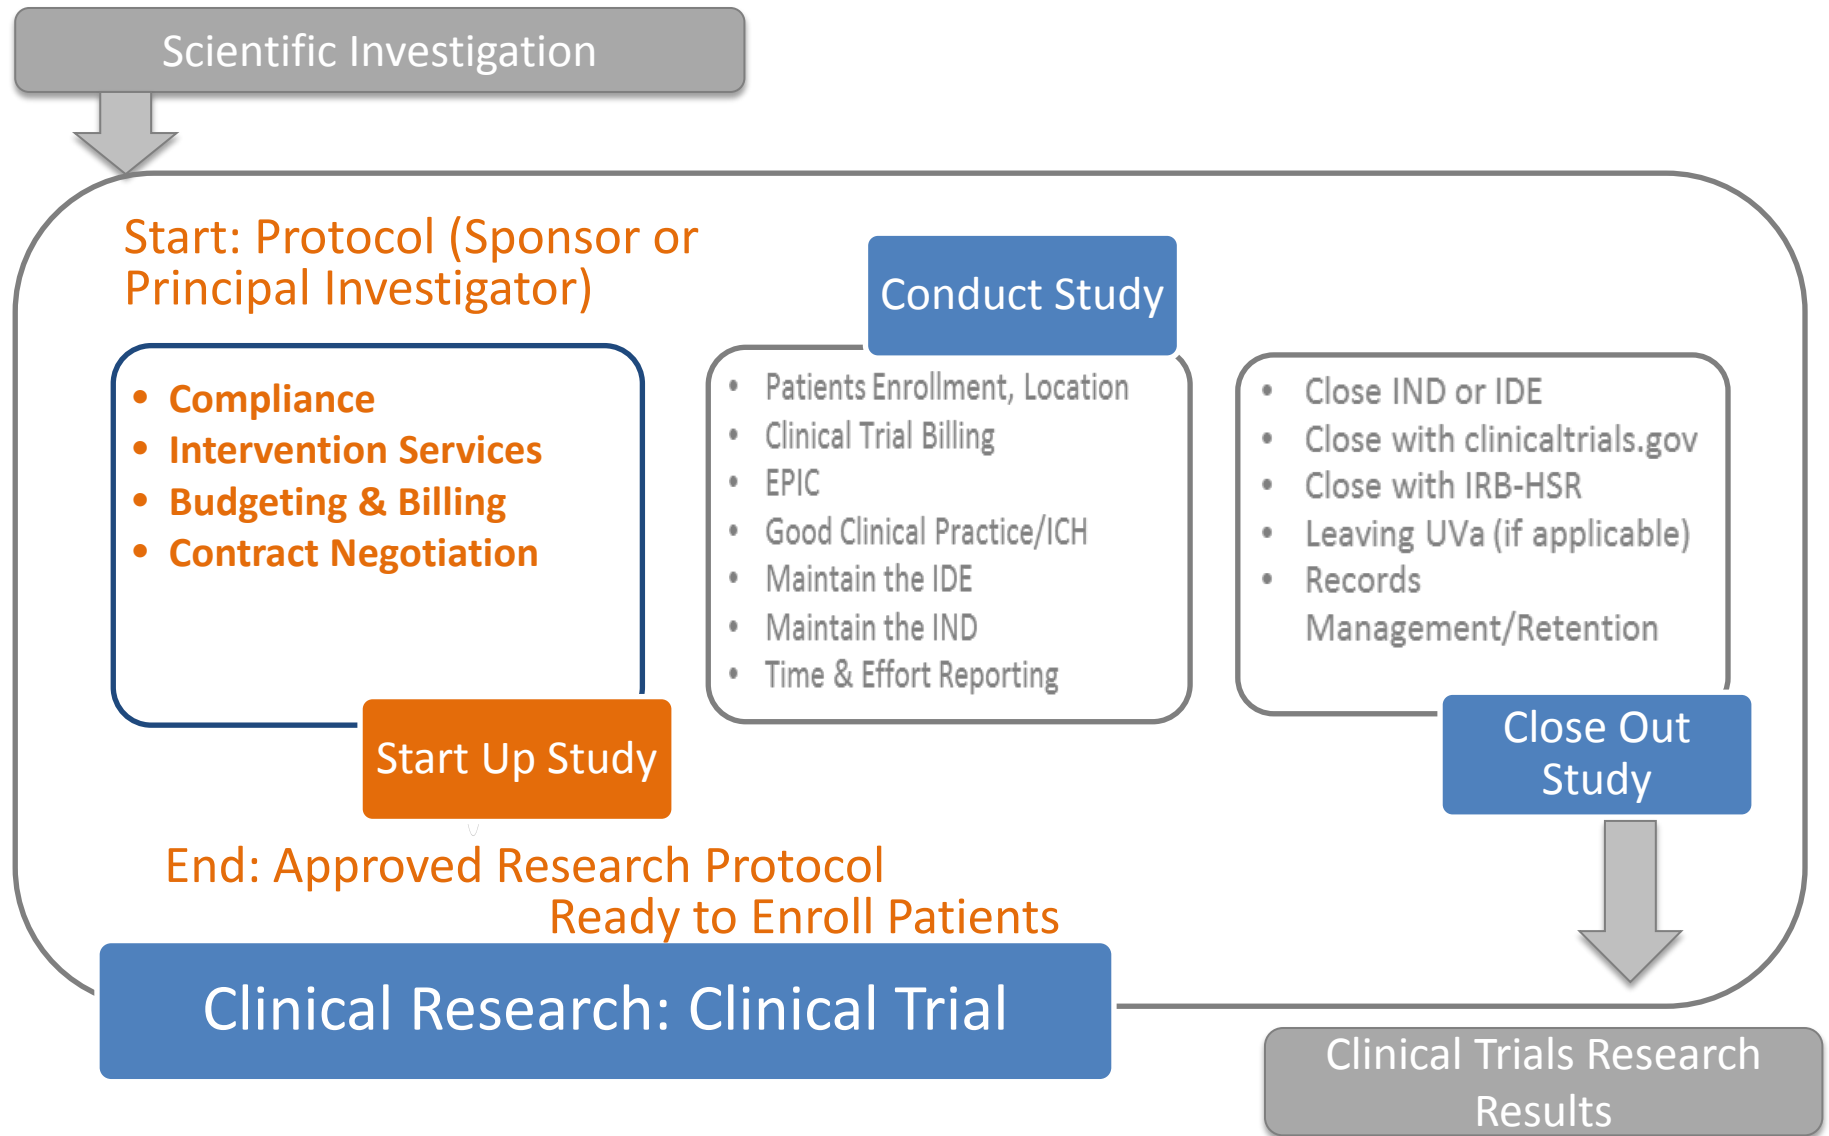 Scientific Investigation
Start: Protocol (Sponsor or
Principal Investigator)
• Compliance
• Intervention Services
• Budgeting & Billing
• Contract Negotiation
Start Up Study
End: Approved Research Protocol
Ready to Enroll Patients
Conduct Study
• Patients Enrollment, Location
• Clinical Trial Billing
• EPIC
• Good Clinical Practice/ICH
• Maintain the IDE
• Maintain the IND
• Time & Effort Reporting
• Close IND or IDE
• Close with clinicaltrials.gov
• Close with IRB-HSR
• Leaving UVa (if applicable)
• Records
Management/Retention
Close Out
Study
Clinical Research: Clinical Trial
Clinical Trials Research
Results